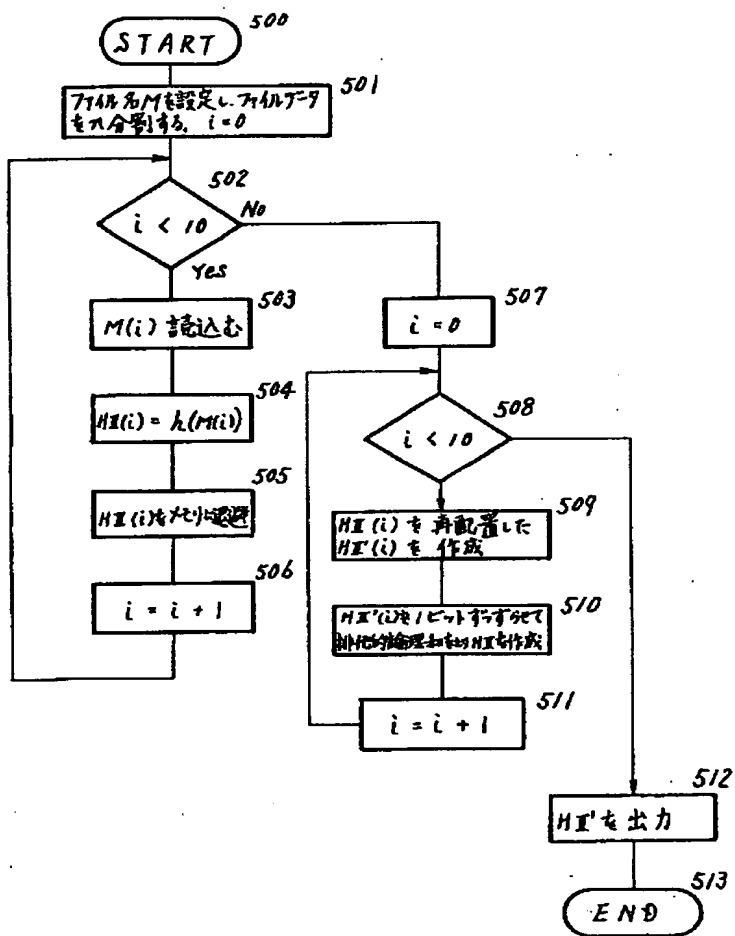 500
START
501
ファイル名Mを設定し、ファイルデータ
を 分割する。 i=0
502
i < 10
No
Yes
503
M(i) 読込む
504
HII(i) = h(M(i))
505
HII(i)をメモリに退避
506
i = i + 1
507
i = 0
508
i < 10
509
HII(i) を 再配置した
HII'(i) を 作成
510
HII'(i)を1ビットずつずらせて
排他的論理和をとりHIIを作成
511
i = i + 1
512
HII'を出力
513
END